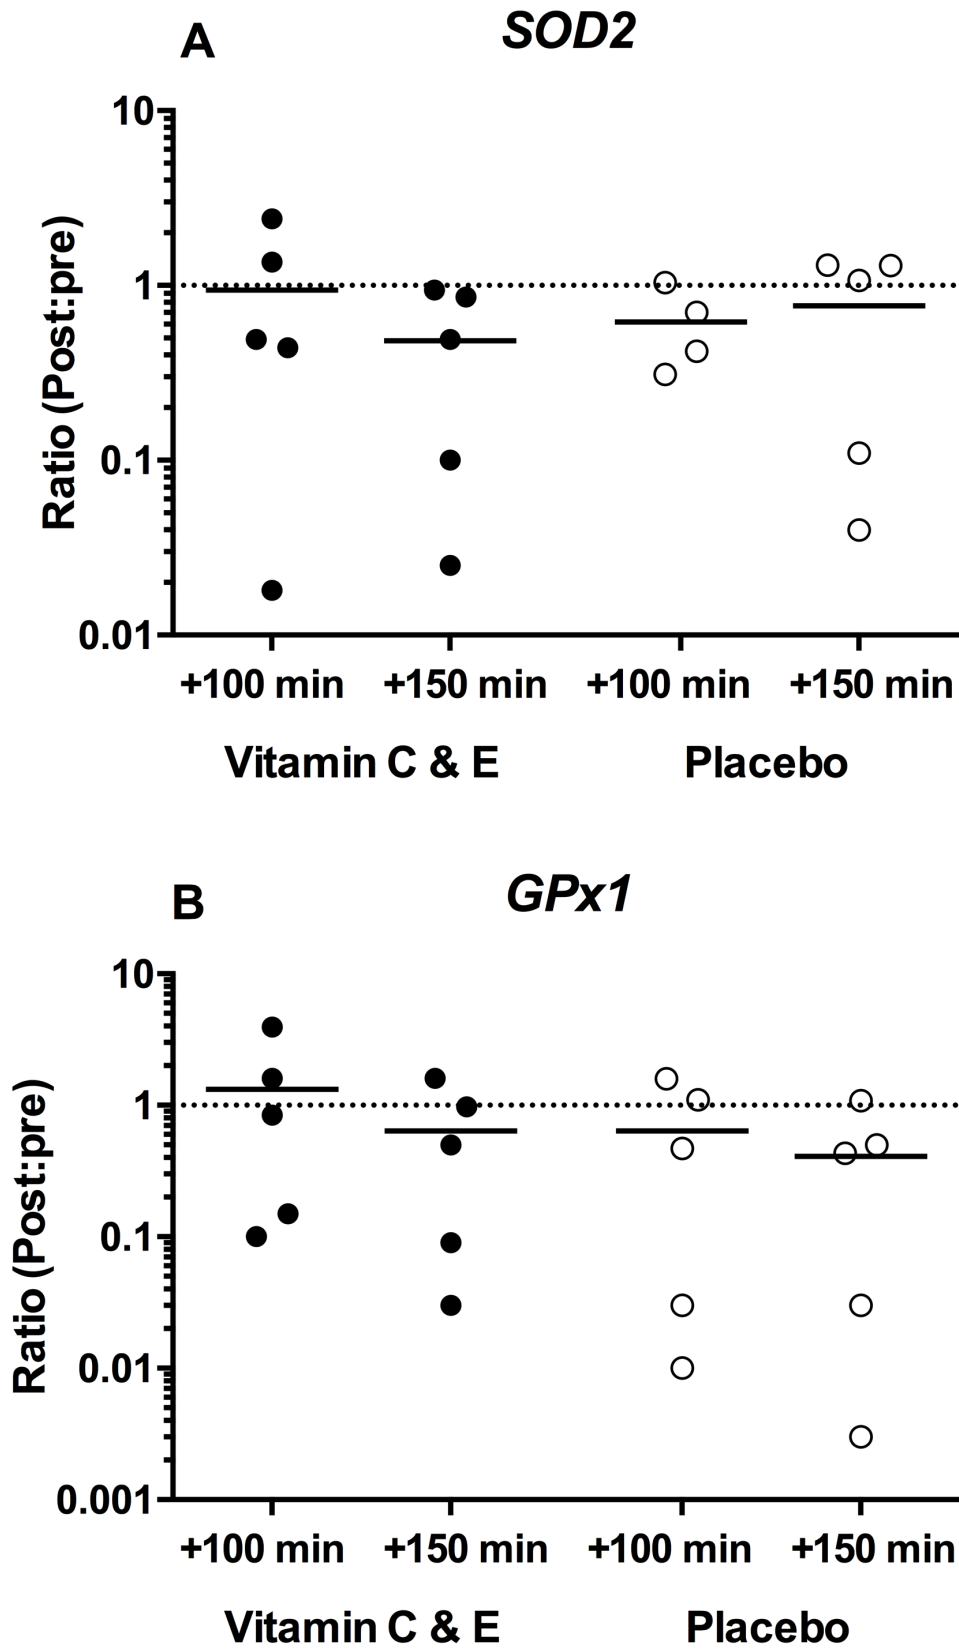 A
SOD2
Ratio (Post:pre)
10
1
0.1
0.01
+100 min +150 min +100 min +150 min
Vitamin C & E Placebo
B
GPx1
Ratio (Post:pre)
10
1
0.1
0.01
0.001
+100 min +150 min +100 min +150 min
Vitamin C & E Placebo